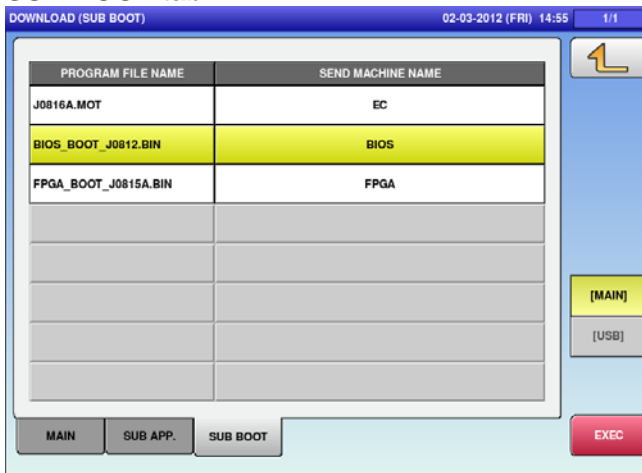 DOWNLOAD (SUB BOOT) 02-03-2012 (FRI) 14:55 1/1
PROGRAM FILE NAME SEND MACHINE NAME
J0816A.MOT EC
BIOS_BOOT_J0812.BIN BIOS
FPGA_BOOT_J0815A.BIN FPGA
[MAIN]
[USB]
MAIN SUB APP. SUB BOOT EXEC